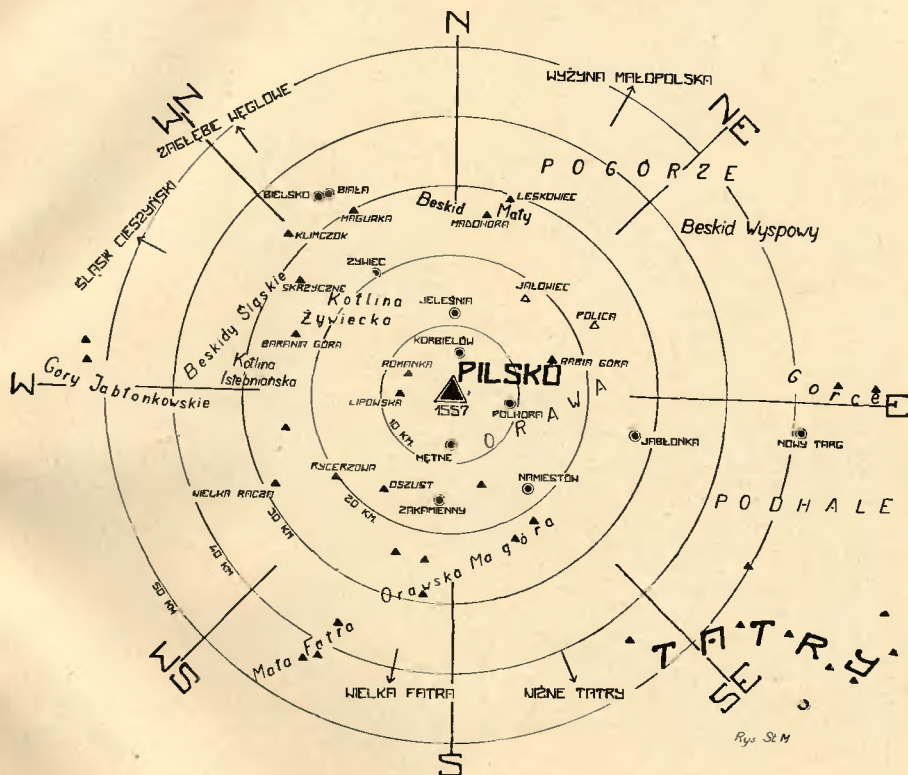 N
WYŻYNA MAŁOPOLSKA
NW
NE
ZAGŁĘBIE WĘGLOWE
POGÓRZE
ŚLĄSK CIESZYŃSKI
BIELSKO
BIAŁA
Beskid Mały
LESKOWIEC
MAGURKA
MADOHORA
Beskid Wyspowy
KLIMCZOK
ŻYWIEC
SKRZYCZNE
JAŁOWIEC
Beskidy Śląskie
Kotlina
Żywiecka
JELEŚNIA
POLICA
BARANIA GÓRA
KORBIELÓW
Kotlina
Istebniańska
ROMANKA
PILSKO
BABIA GÓRA
Gory Jabłonkowskie
Gorce
W
E
LIPOWSKA
1557
POLHORA
10 KM.
ORAWA
JABŁONKA
NOWY TARG
MĘTNE
RYCERZOWA
OSZUST
NAMIESTÓW
WIELKA RACZA
20 KM.
ZAKAMIENNY
PODHALE
30 KM
40 KM
50 KM
Orawska Magóra
Mała Fatra
TATRY
WS
WIELKA FATRA
NIŻNE TATRY
SE
S
Rys St M